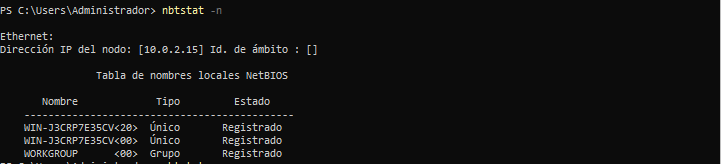 PS C:\Users\Administrador> nbtstat -n
Ethernet:
Dirección IP del nodo: [10.0.2.15] Id. de ámbito : []
Tabla de nombres locales NetBIOS
Nombre Tipo Estado
---------------------------------------------
WIN-J3CRP7E35CV<20> Único Registrado
WIN-J3CRP7E35CV<00> Único Registrado
WORKGROUP <00> Grupo Registrado